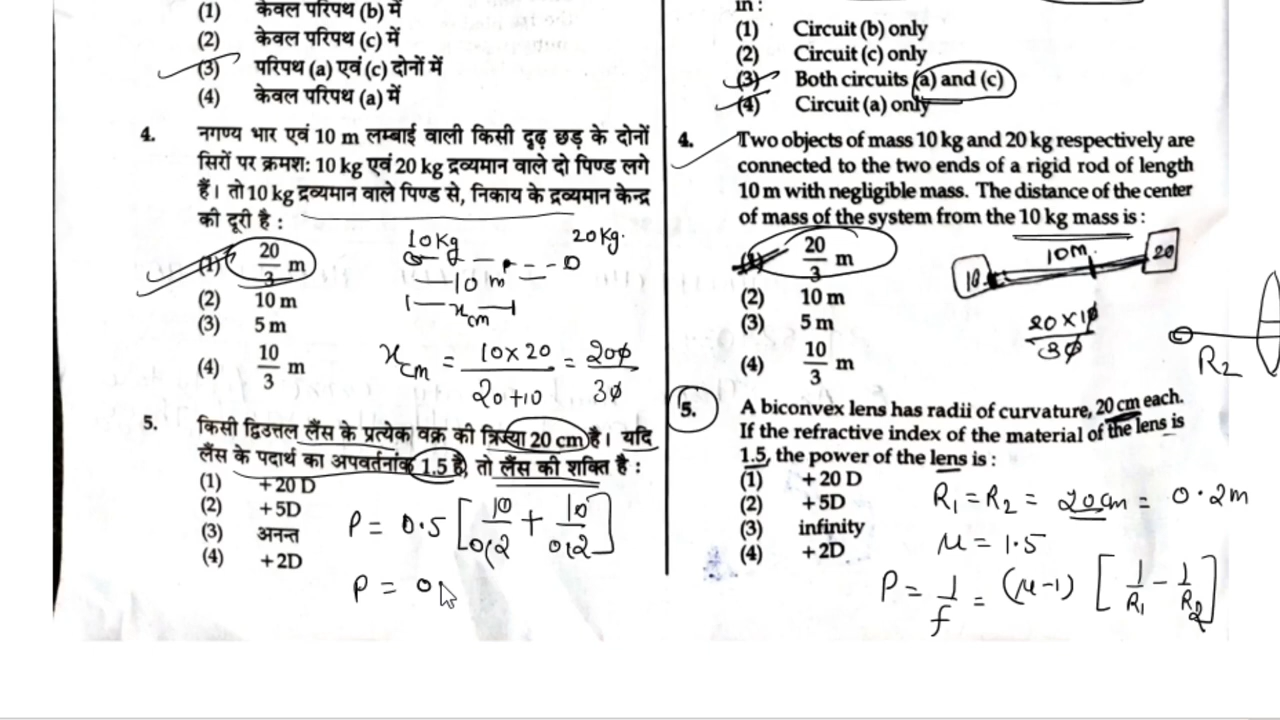 (1) केवल परिपथ (b) में
(2) केवल परिपथ (c) में
(3) परिपथ (a) एवं (c) दोनों में
(4) केवल परिपथ (a) में
4. नगण्य भार एवं 10 m लम्बाई वाली किसी दृढ़ छड़ के दोनों
सिरों पर क्रमश: 10 kg एवं 20 kg द्रव्यमान वाले दो पिण्ड लगे
हैं। तो 10 kg द्रव्यमान वाले पिण्ड से, निकाय के द्रव्यमान केन्द्र
की दूरी है :
(1) 20/3 m
(2) 10 m
(3) 5 m
(4) 10/3 m
10Kg 20Kg.
10 m
xcm
xcm = 10×20/20+10 = 200/30
5. किसी द्विउत्तल लेंस के प्रत्येक वक्र की त्रिज्या 20 cm है। यदि
लेंस के पदार्थ का अपवर्तनांक 1.5 है, तो लेंस की शक्ति है :
(1) +20 D
(2) +5D
(3) अनन्त
(4) +2D
P = 0.5 [10/0.2 + 10/0.2]
P = 0
in :
(1) Circuit (b) only
(2) Circuit (c) only
(3) Both circuits (a) and (c)
(4) Circuit (a) only
4. Two objects of mass 10 kg and 20 kg respectively are
connected to the two ends of a rigid rod of length
10 m with negligible mass. The distance of the center
of mass of the system from the 10 kg mass is :
(1) 20/3 m
(2) 10 m
(3) 5 m
(4) 10/3 m
10 10m. 20
20×10/30
R2
5. A biconvex lens has radii of curvature, 20 cm each.
If the refractive index of the material of the lens is
1.5, the power of the lens is :
(1) +20 D
(2) +5D
(3) infinity
(4) +2D
R1 = R2 = 20cm = 0.2m
μ = 1.5
P = 1/f = (μ-1) [1/R1 - 1/R2]